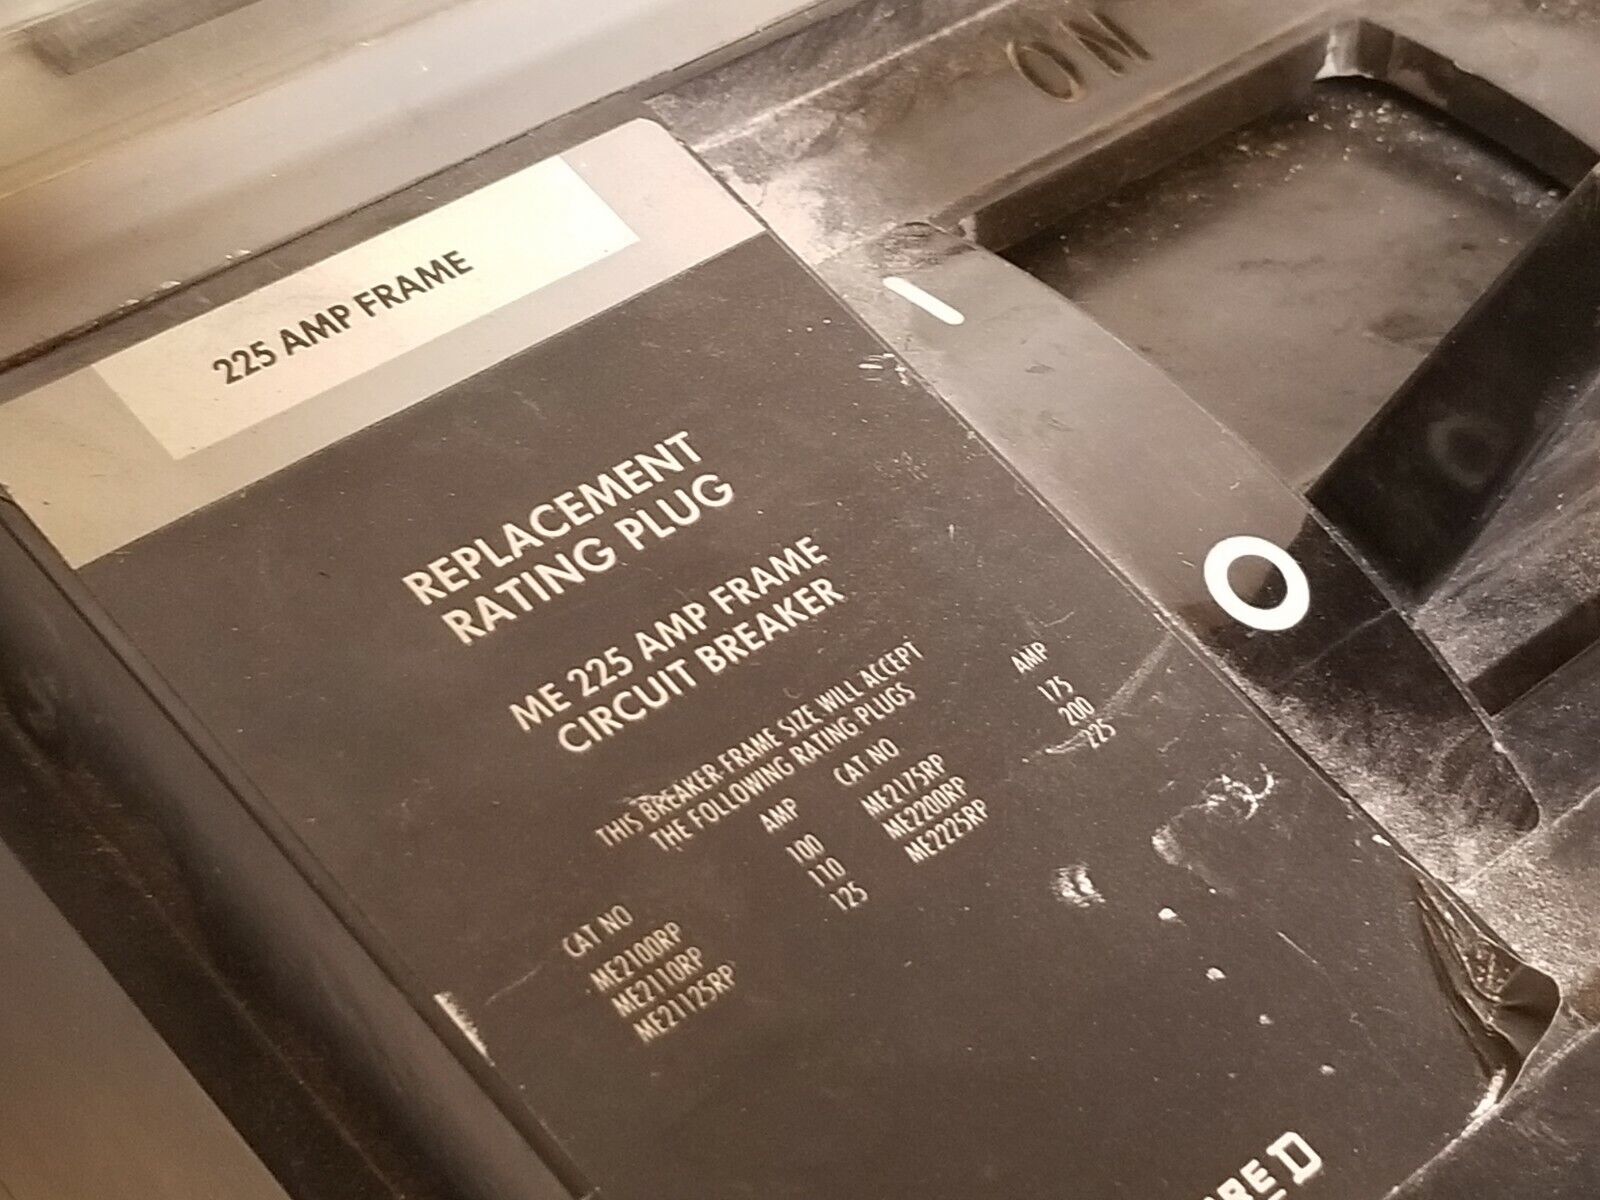 ON
225 AMP FRAME
REPLACEMENT
RATING PLUG
ME 225 AMP FRAME
CIRCUIT BREAKER
THIS BREAKER FRAME SIZE WILL ACCEPT
THE FOLLOWING RATING PLUGS
CAT NO AMP CAT NO AMP
ME2100RP 100 ME2175RP 175
ME2110RP 110 ME2200RP 200
ME21125RP 125 ME2225RP 225
I
O
D